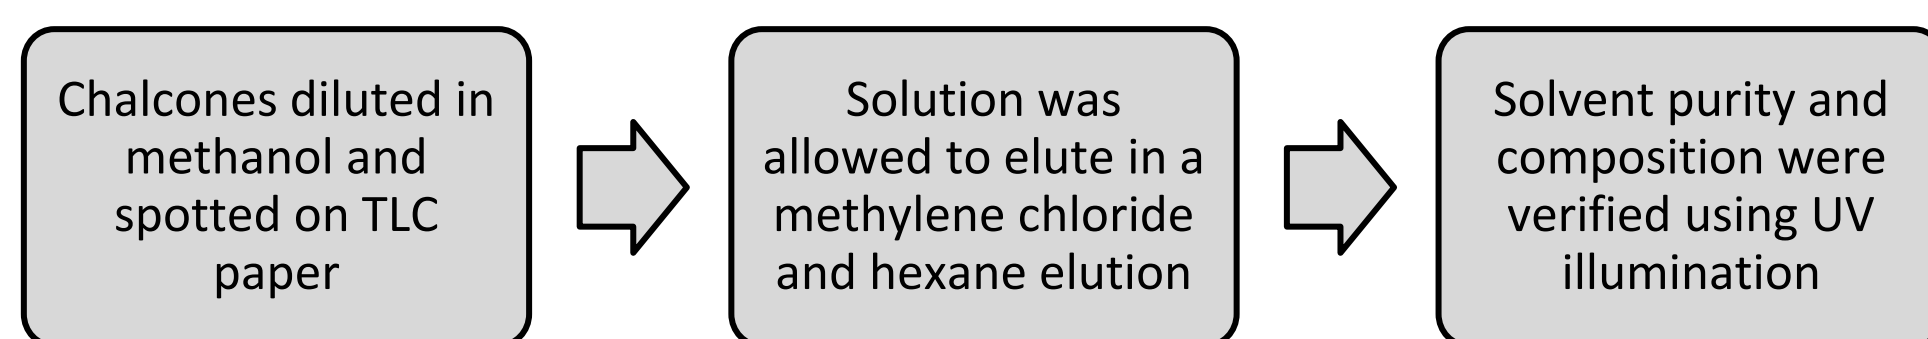 Chalcones diluted in
methanol and
spotted on TLC
paper
Solution was
allowed to elute in a
methylene chloride
and hexane elution
Solvent purity and
composition were
verified using UV
illumination